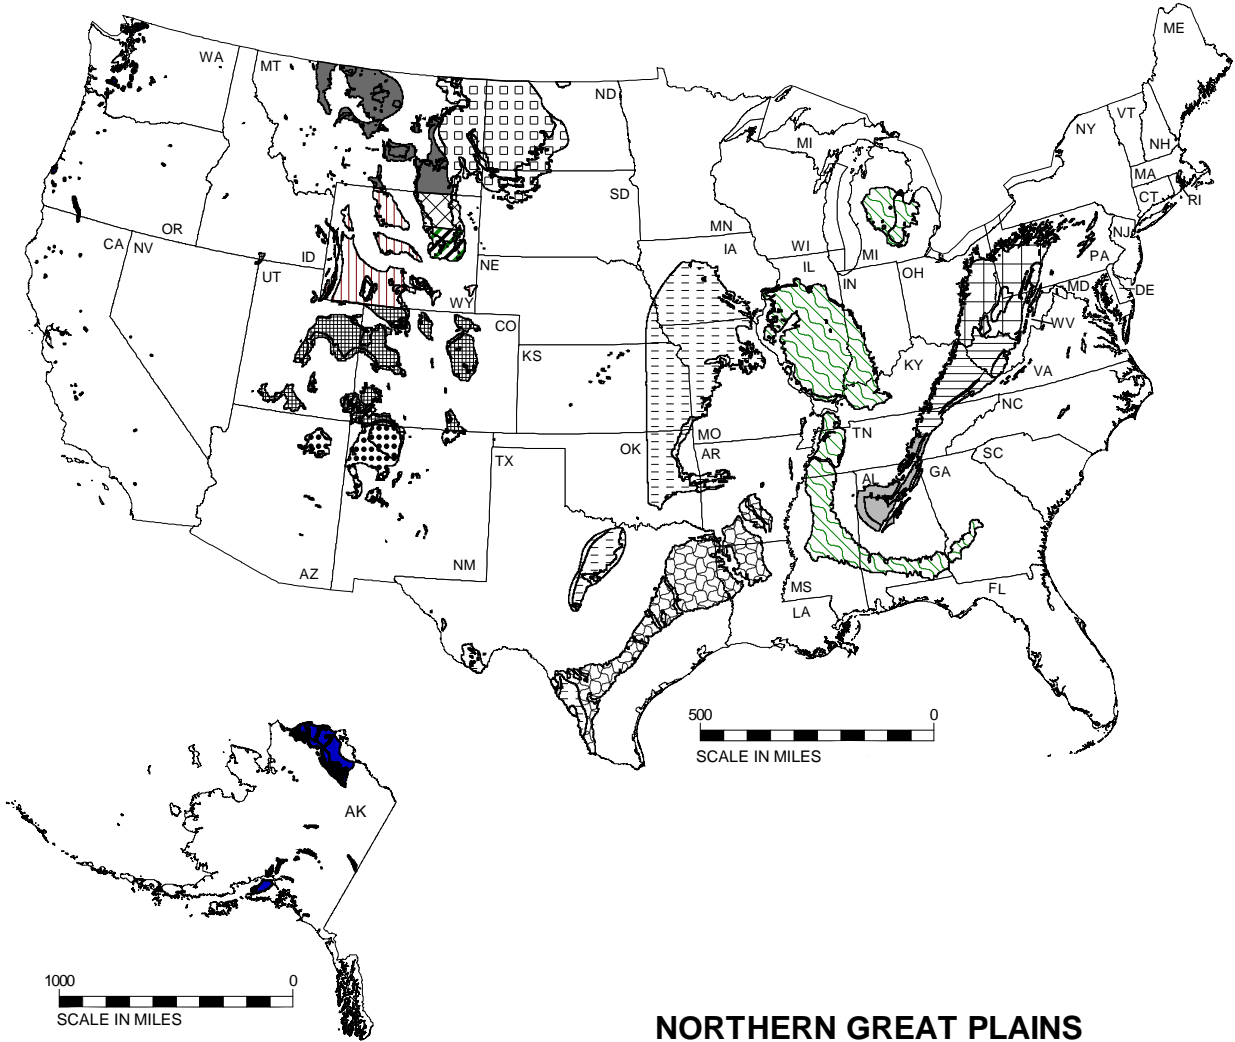 ME
WA
MT
ND
VT
NY
NH
MI
MA
CT
RI
SD
OR
MN
NJ
CA
NV
IA
WI
MI
PA
ID
NE
IL
OH
UT
IN
MD
DE
WY
WV
CO
KS
KY
VA
NC
MO
TN
OK
AR
SC
TX
GA
AL
NM
AZ
MS
FL
LA
500
0
SCALE IN MILES
AK
1000
0
SCALE IN MILES
NORTHERN GREAT PLAINS